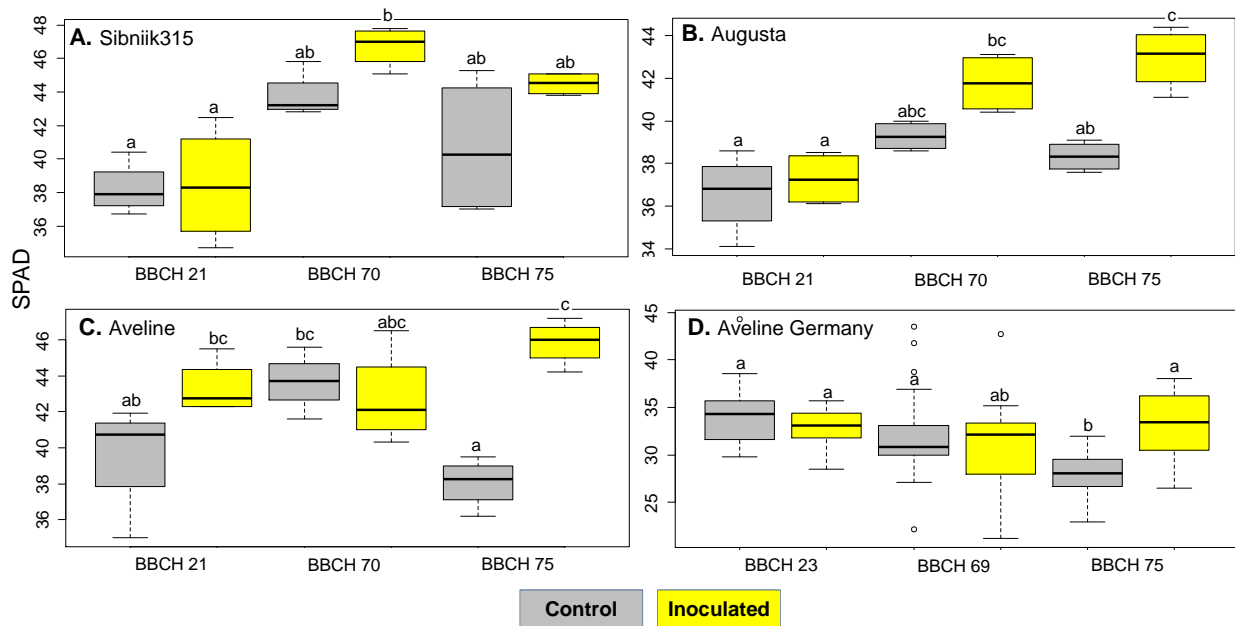 A. Sibniik315
48
46
44
42
40
38
36
a
a
ab
b
ab
ab
BBCH 21
BBCH 70
BBCH 75
B. Augusta
44
42
40
38
36
34
a
a
abc
bc
ab
c
BBCH 21
BBCH 70
BBCH 75
SPAD
C. Aveline
46
44
42
40
38
36
ab
bc
bc
abc
a
c
BBCH 21
BBCH 70
BBCH 75
D. Aveline Germany
45
40
35
30
25
a
a
a
ab
b
a
BBCH 23
BBCH 69
BBCH 75
Control
Inoculated